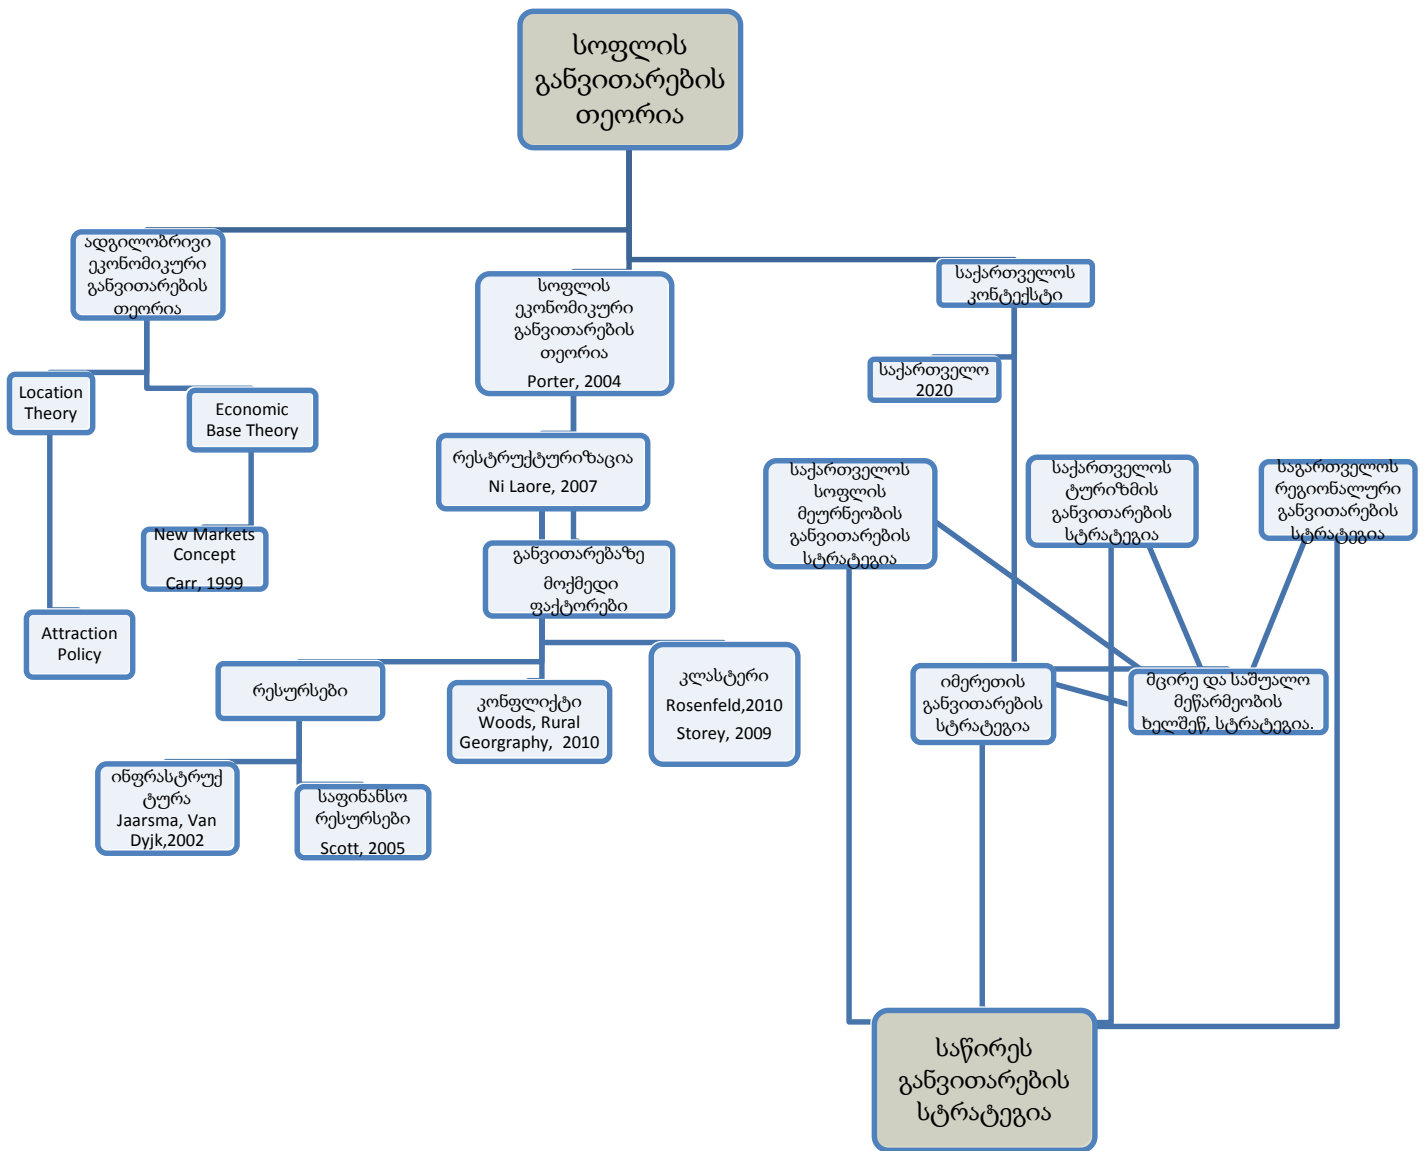 სოფლის
განვითარების
თეორია
ადგილობრივი
ეკონომიკური
განვითარების
თეორია
სოფლის
ეკონომიკური
განვითარების
თეორია
Porter, 2004
საქართველოს
კონტექსტი
საქართველო
2020
Location
Theory
Economic
Base Theory
რესტრუქტურიზაცია
Ni Laore, 2007
საქართველოს
სოფლის
მეურნეობის
განვითარების
სტრატეგია
საქართველოს
ტურიზმის
განვითარების
სტრატეგია
საგართველოს
რეგიონალური
განვითარების
სტრატეგია
New Markets
Concept
Carr, 1999
განვითარებაზე
მოქმედი
ფაქტორები
Attraction
Policy
რესურსები
კონფლიქტი
Woods, Rural
Georgraphy, 2010
კლასტერი
Rosenfeld,2010
Storey, 2009
იმერეთის
განვითარების
სტრატეგია
მცირე და საშუალო
მეწარმეობის
ხელშეწ, სტრატეგია.
ინფრასტრუქ
ტურა
Jaarsma, Van
Dyjk,2002
საფინანსო
რესურსები
Scott, 2005
საწირეს
განვითარების
სტრატეგია